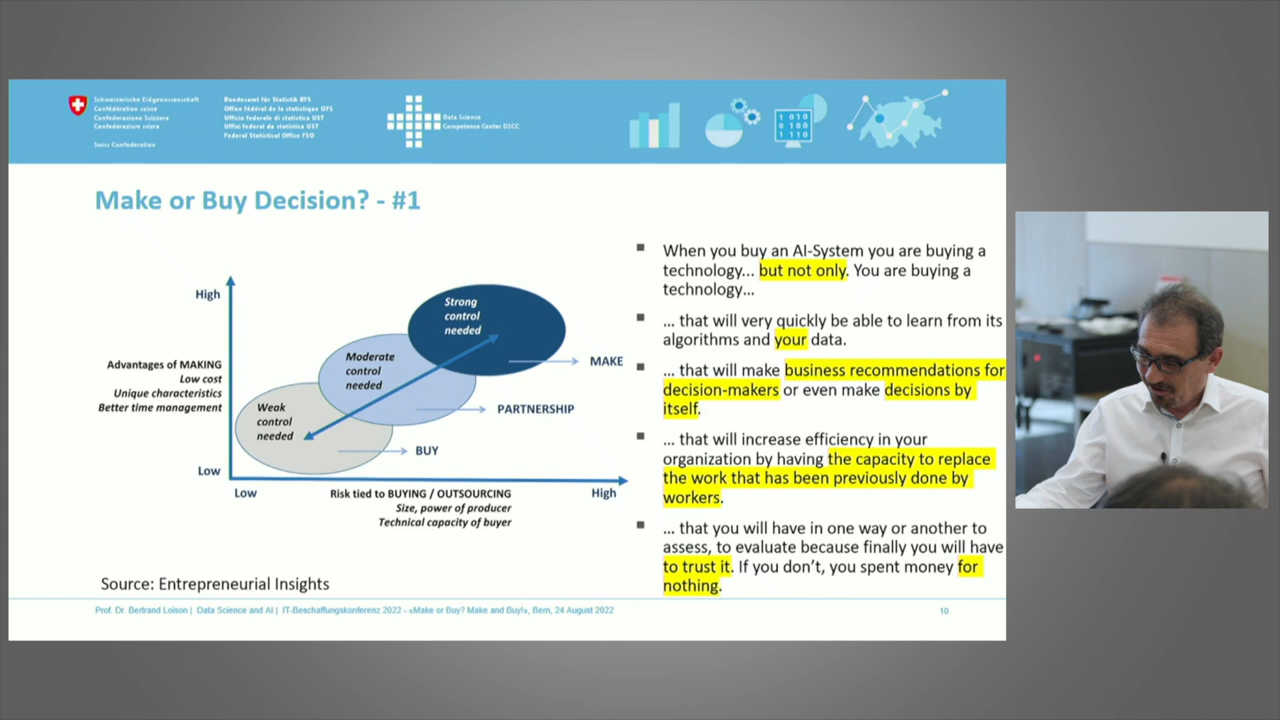 Schweizerische Eidgenossenschaft
Confédération suisse
Confederazione Svizzera
Confederaziun svizra
Swiss Confederation
Bundesamt für Statistik BFS
Office fédéral de la statistique OFS
Ufficio federale di statistica UST
Uffizi federal da statistica UST
Federal Statistical Office FSO
Data Science
Competence Center DSCC
1 010
0 100
1 110
Make or Buy Decision? - #1
High
Advantages of MAKING
Low cost
Unique characteristics
Better time management
Low
Strong
control
needed
Moderate
control
needed
Weak
control
needed
MAKE
PARTNERSHIP
BUY
Low
Risk tied to BUYING / OUTSOURCING
High
Size, power of producer
Technical capacity of buyer
Source: Entrepreneurial Insights
When you buy an AI-System you are buying a
technology... but not only. You are buying a
technology...
... that will very quickly be able to learn from its
algorithms and your data.
... that will make business recommendations for
decision-makers or even make decisions by
itself.
... that will increase efficiency in your
organization by having the capacity to replace
the work that has been previously done by
workers.
... that you will have in one way or another to
assess, to evaluate because finally you will have
to trust it. If you don't, you spent money for
nothing.
Prof. Dr. Bertrand Loison | Data Science and AI | IT-Beschaffungskonferenz 2022 - «Make or Buy? Make and Buy!», Bern, 24 August 2022
10